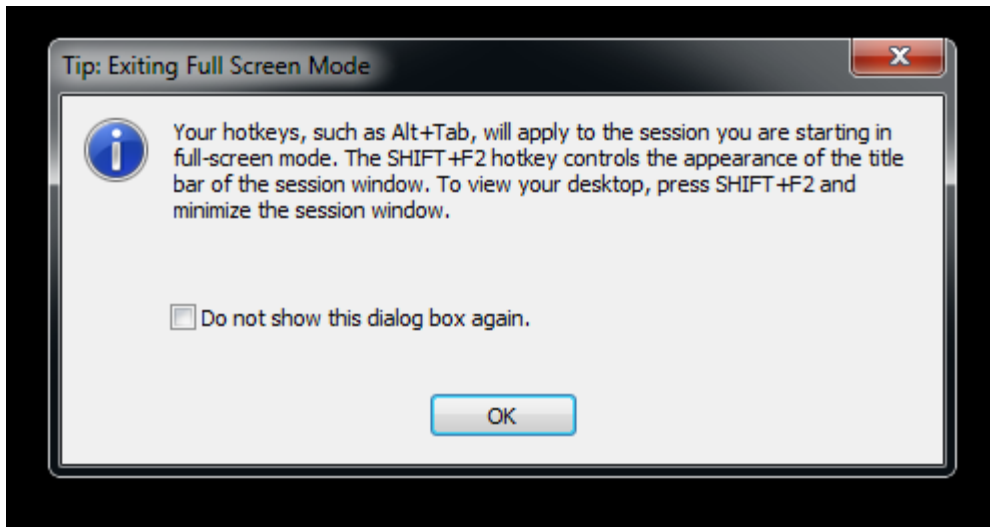 Tip: Exiting Full Screen Mode
Your hotkeys, such as Alt+Tab, will apply to the session you are starting in
full-screen mode. The SHIFT+F2 hotkey controls the appearance of the title
bar of the session window. To view your desktop, press SHIFT+F2 and
minimize the session window.
Do not show this dialog box again.
OK